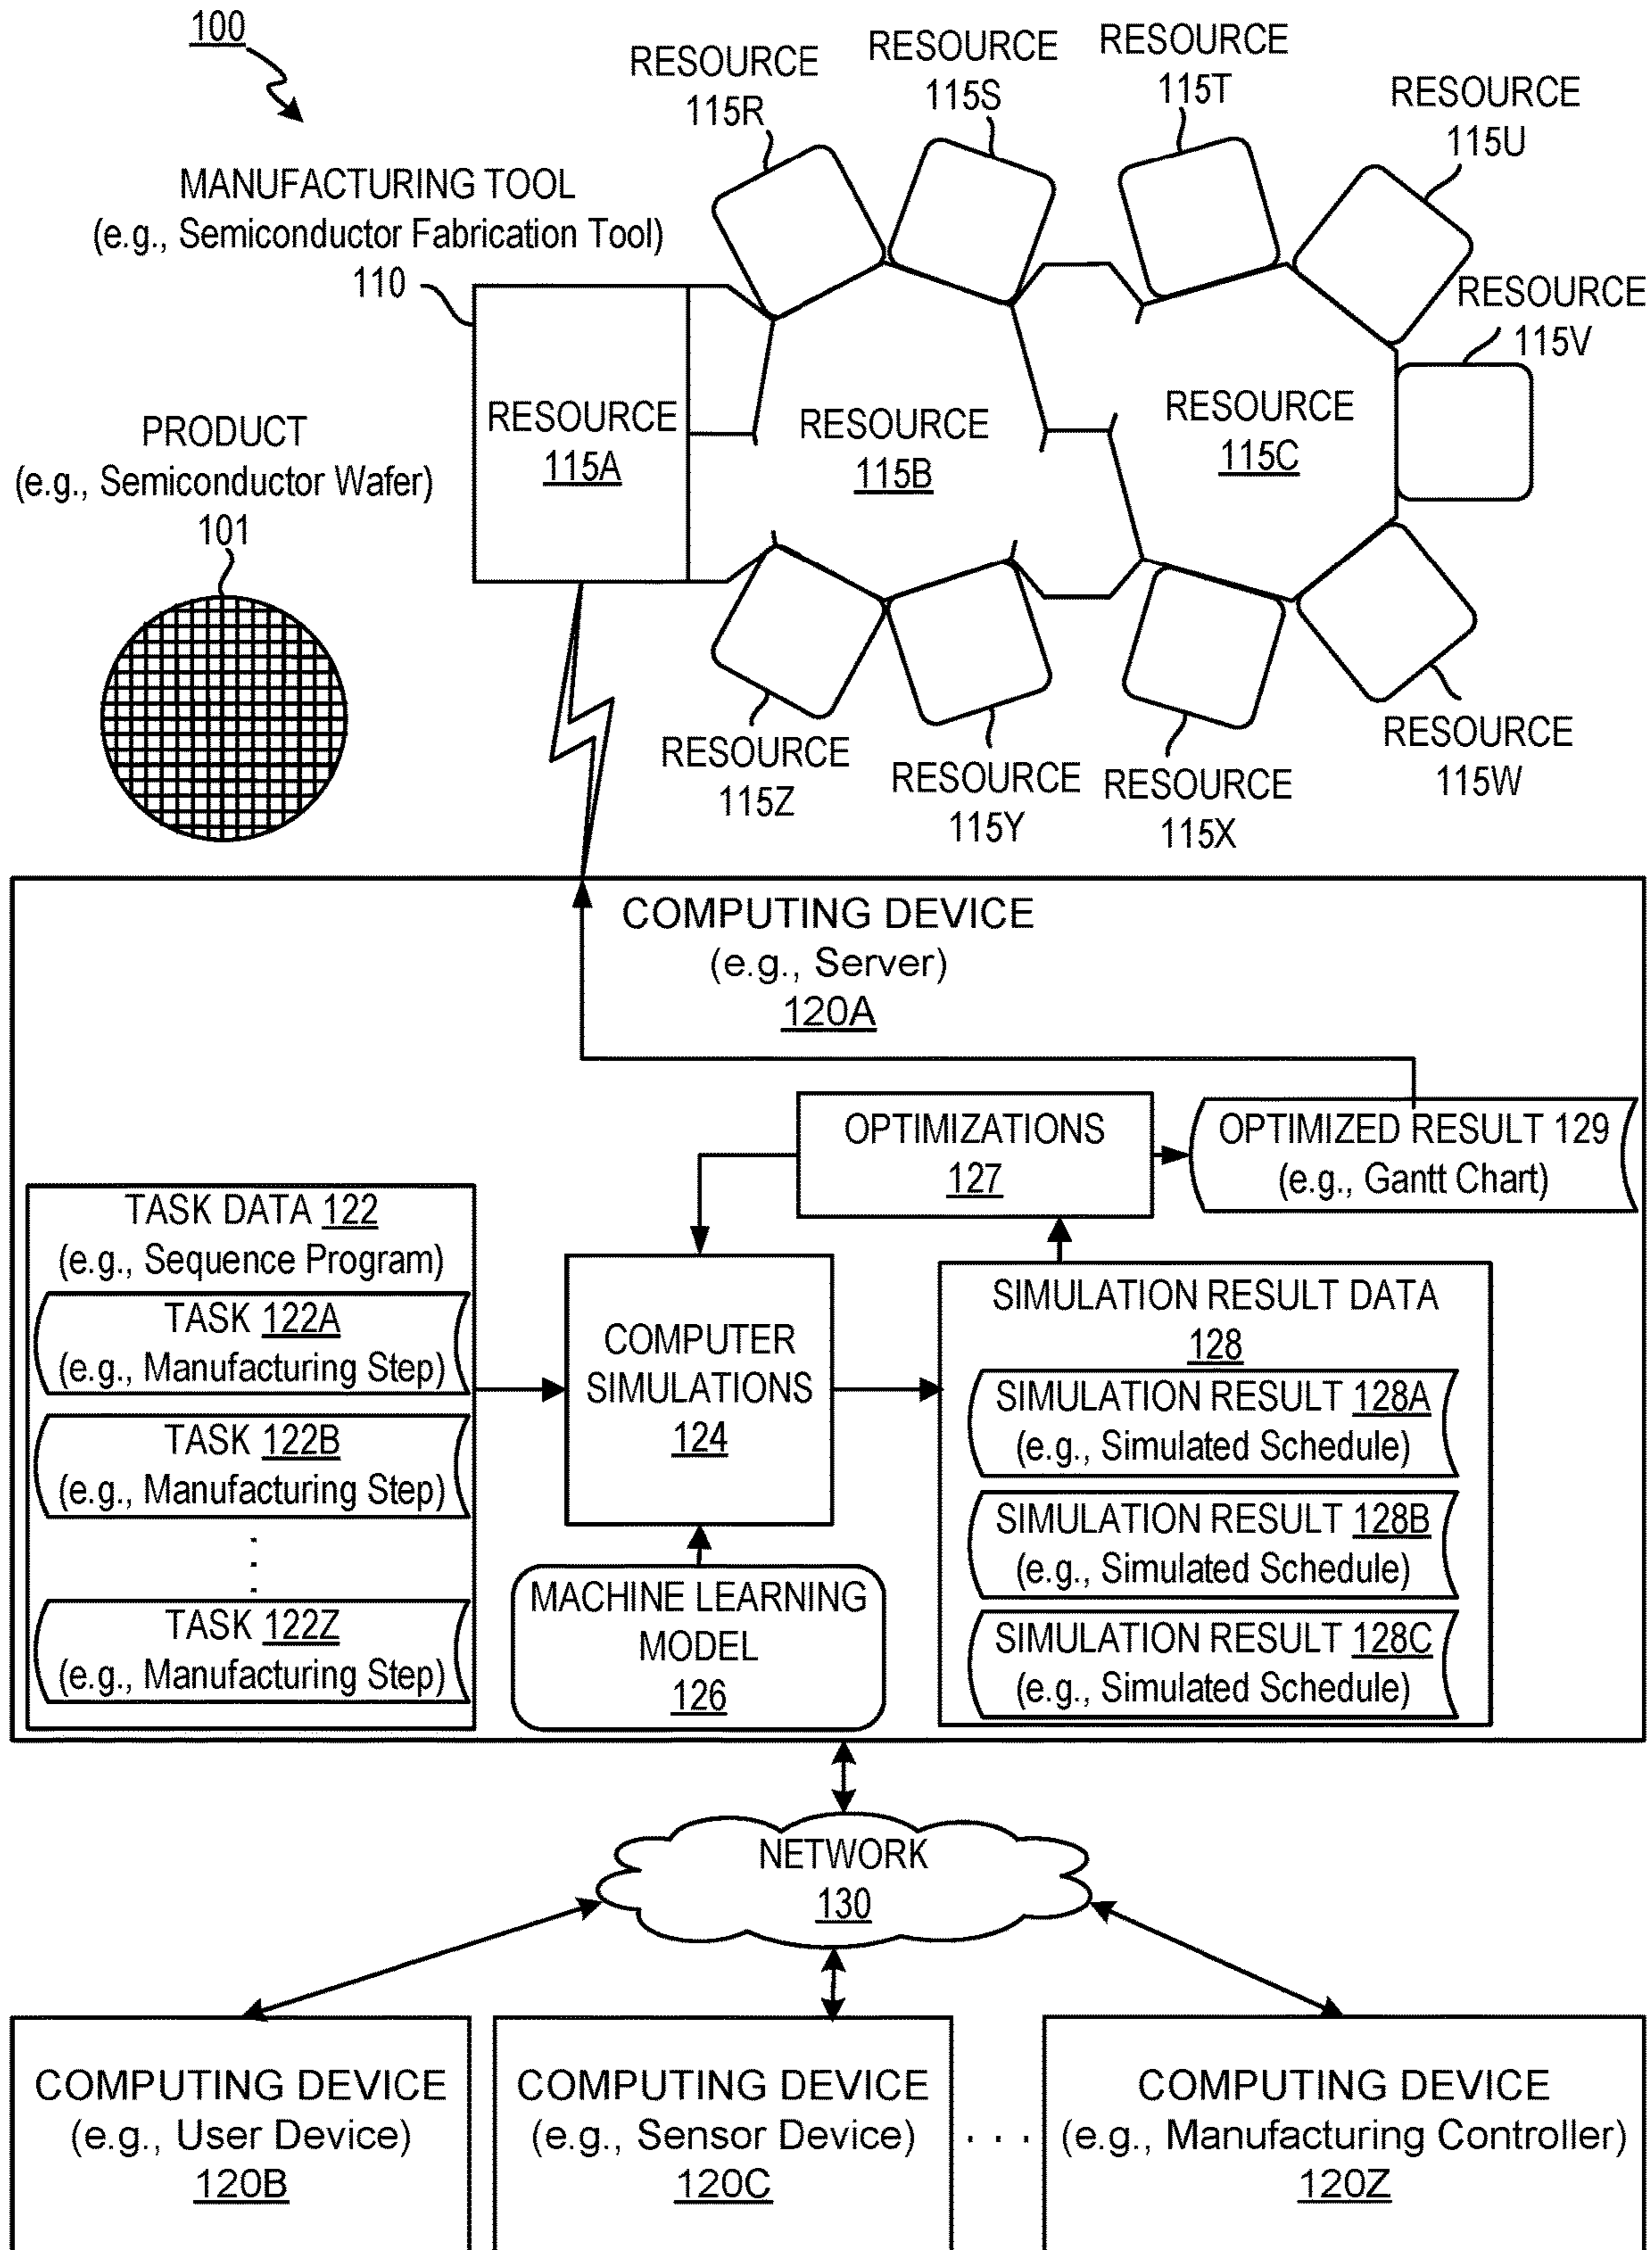 100
RESOURCE
115R
RESOURCE
115S
RESOURCE
115T
RESOURCE
115U
MANUFACTURING TOOL
(e.g., Semiconductor Fabrication Tool)
110
RESOURCE
115V
PRODUCT
(e.g., Semiconductor Wafer)
101
RESOURCE
115A
RESOURCE
115B
RESOURCE
115C
RESOURCE
115Z
RESOURCE
115Y
RESOURCE
115X
RESOURCE
115W
COMPUTING DEVICE
(e.g., Server)
120A
OPTIMIZATIONS
127
OPTIMIZED RESULT 129
(e.g., Gantt Chart)
TASK DATA 122
(e.g., Sequence Program)
TASK 122A
(e.g., Manufacturing Step)
TASK 122B
(e.g., Manufacturing Step)
TASK 122Z
(e.g., Manufacturing Step)
COMPUTER
SIMULATIONS
124
MACHINE LEARNING
MODEL
126
SIMULATION RESULT DATA
128
SIMULATION RESULT 128A
(e.g., Simulated Schedule)
SIMULATION RESULT 128B
(e.g., Simulated Schedule)
SIMULATION RESULT 128C
(e.g., Simulated Schedule)
NETWORK
130
COMPUTING DEVICE
(e.g., User Device)
120B
COMPUTING DEVICE
(e.g., Sensor Device)
120C
. . .
COMPUTING DEVICE
(e.g., Manufacturing Controller)
120Z